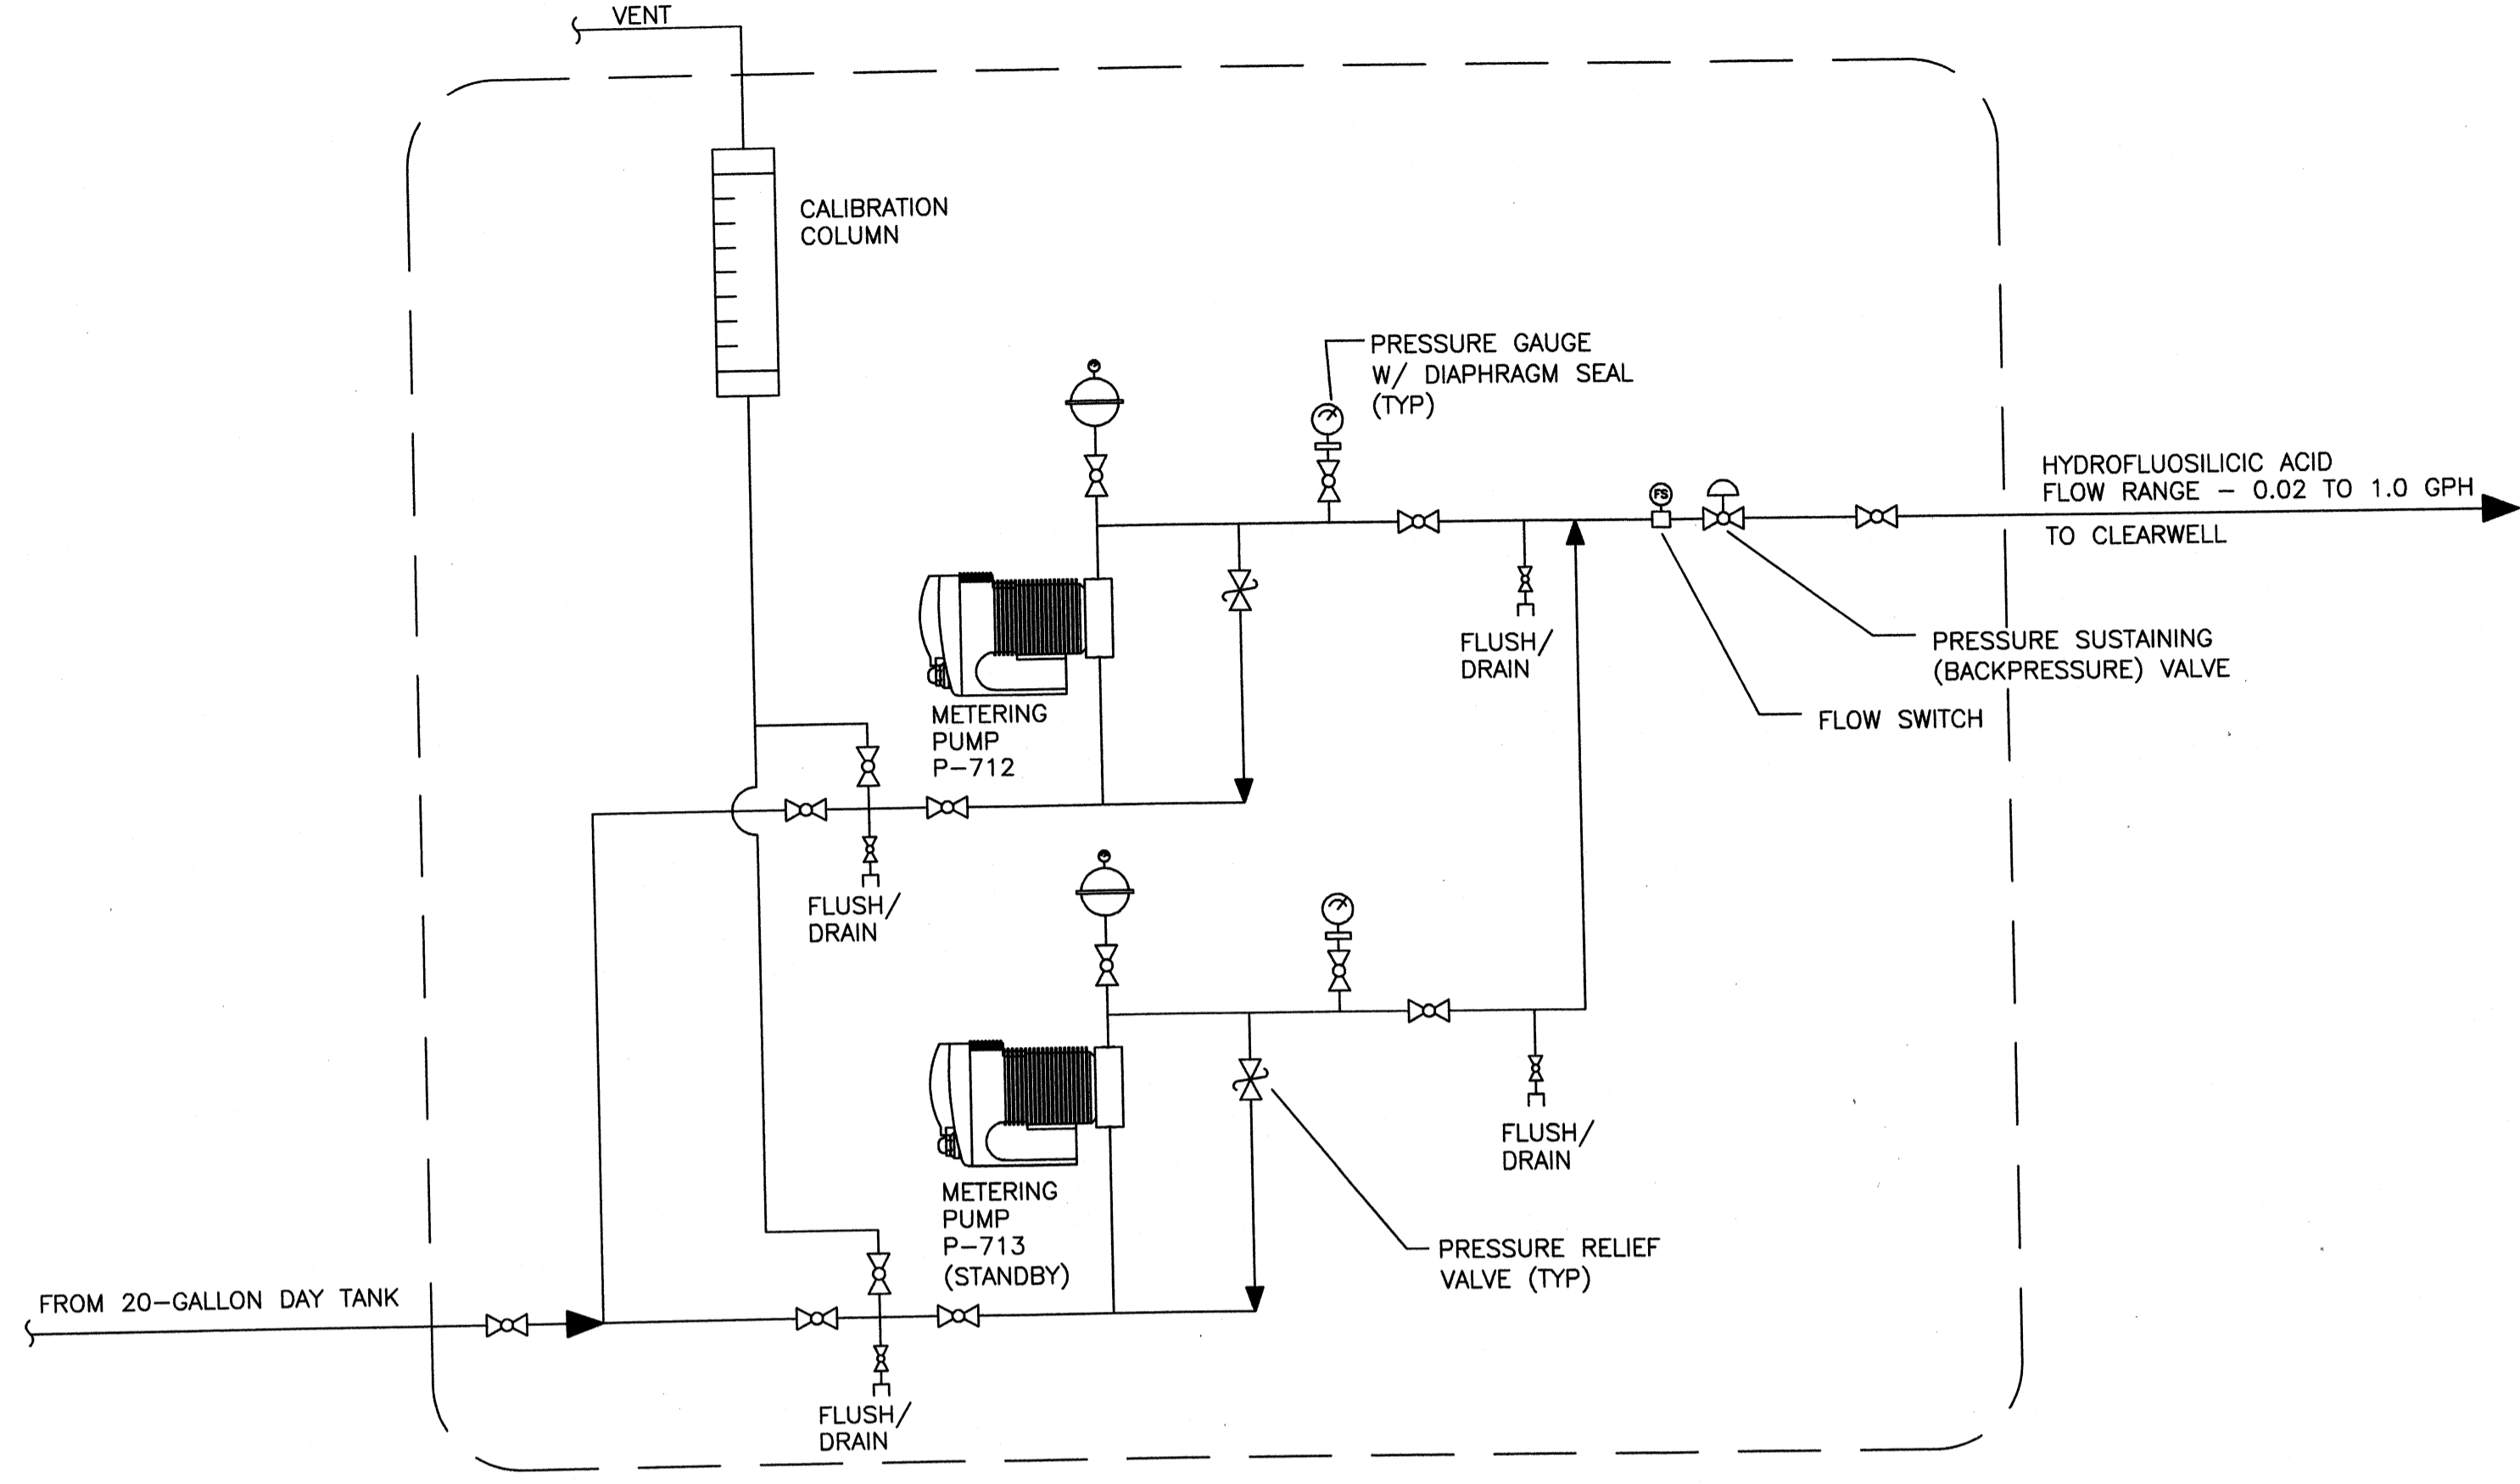 VENT
CALIBRATION
COLUMN
PRESSURE GAUGE
W/ DIAPHRAGM SEAL
(TYP)
HYDROFLUOSILICIC ACID
FLOW RANGE – 0.02 TO 1.0 GPH
TO CLEARWELL
FS
FLUSH/
DRAIN
PRESSURE SUSTAINING
(BACKPRESSURE) VALVE
FLOW SWITCH
METERING
PUMP
P–712
FLUSH/
DRAIN
FLUSH/
DRAIN
METERING
PUMP
P–713
(STANDBY)
PRESSURE RELIEF
VALVE (TYP)
FROM 20–GALLON DAY TANK
FLUSH/
DRAIN